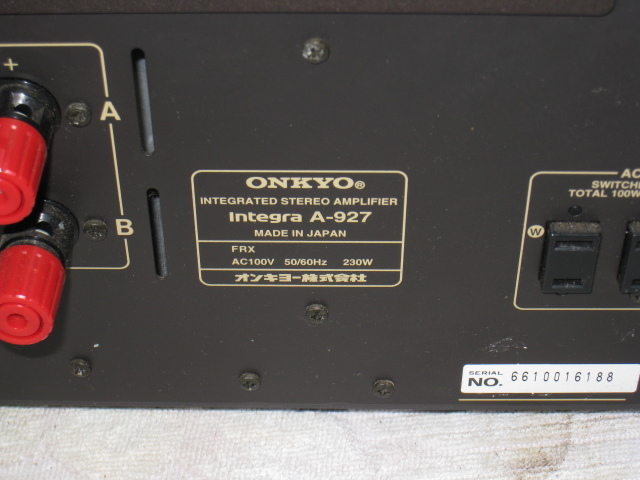 +
A
B
ONKYO®
INTEGRATED STEREO AMPLIFIER
Integra A-927
MADE IN JAPAN
FRX
AC100V 50/60Hz 230W
オンキヨー株式会社
AC
SWITCHE
TOTAL 100W
W
SERIAL NO. 6610016188